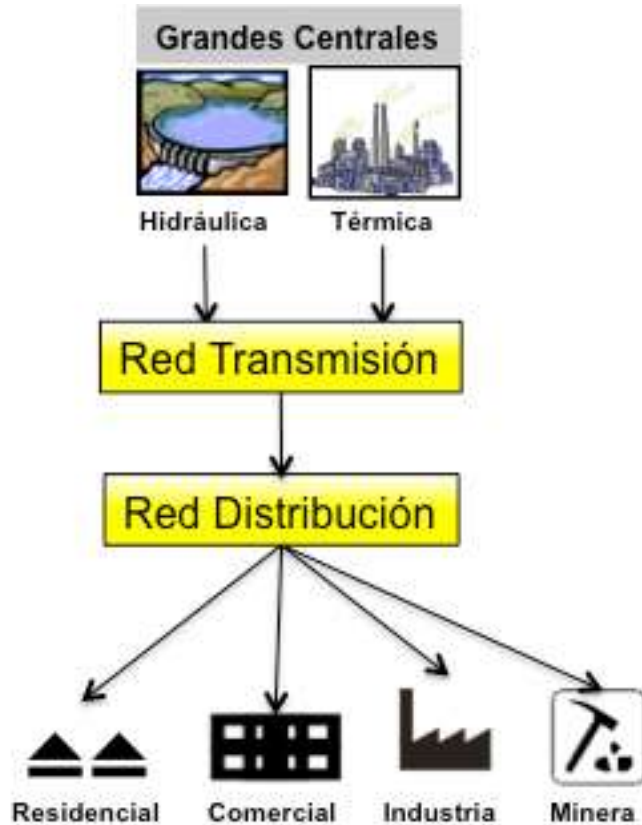 Grandes Centrales
Hidráulica Térmica
Red Transmisión
Red Distribución
Residencial Comercial Industria Minera